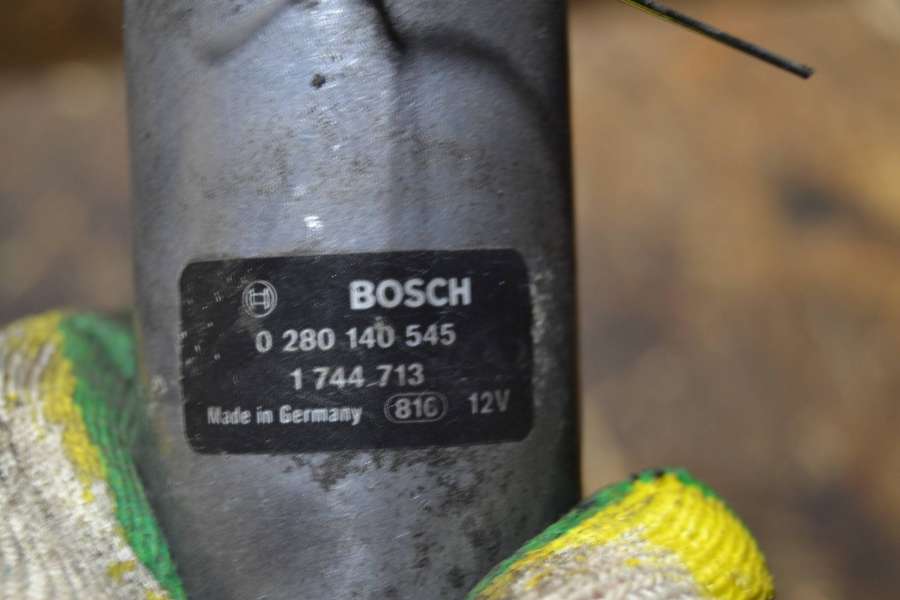 BOSCH
0 280 140 545
1 744 713
Made in Germany 816 12V